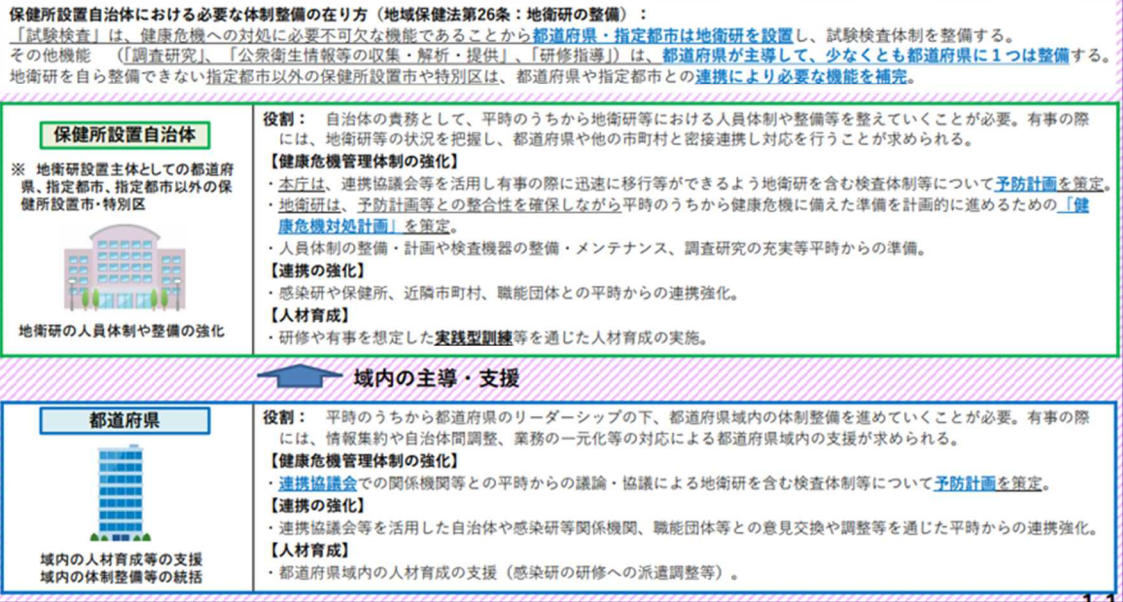 保健所設置自治体における必要な体制整備の在り方（地域保健法第26条：地衛研の整備）：
「試験検査」は、健康危機への対処に必要不可欠な機能であることから都道府県・指定都市は地衛研を設置し、試験検査体制を整備する。
その他機能　（「調査研究」、「公衆衛生情報等の収集・解析・提供」、「研修指導」）は、都道府県が主導して、少なくとも都道府県に１つは整備する。
地衛研を自ら整備できない指定都市以外の保健所設置市や特別区は、都道府県や指定都市との連携により必要な機能を補完。
保健所設置自治体
※　地衛研設置主体としての都道府
県、指定都市、指定都市以外の保
健所設置市・特別区
地衛研の人員体制や整備の強化
役割：　自治体の責務として、平時のうちから地衛研等における人員体制や整備等を整えていくことが必要。有事の際
には、地衛研等の状況を把握し、都道府県や他の市町村と密接連携し対応を行うことが求められる。
【健康危機管理体制の強化】
・本庁は、連携協議会等を活用し有事の際に迅速に移行等ができるよう地衛研を含む検査体制等について予防計画を策定。
・地衛研は、予防計画等との整合性を確保しながら平時のうちから健康危機に備えた準備を計画的に進めるための「健
康危機対処計画」を策定。
・人員体制の整備・計画や検査機器の整備・メンテナンス、調査研究の充実等平時からの準備。
【連携の強化】
・感染研や保健所、近隣市町村、職能団体との平時からの連携強化。
【人材育成】
・研修や有事を想定した実践型訓練等を通じた人材育成の実施。
域内の主導・支援
都道府県
域内の人材育成等の支援
域内の体制整備等の統括
役割：　平時のうちから都道府県のリーダーシップの下、都道府県域内の体制整備を進めていくことが必要。有事の際
には、情報集約や自治体間調整、業務の一元化等の対応による都道府県域内の支援が求められる。
【健康危機管理体制の強化】
・連携協議会での関係機関等との平時からの議論・協議による地衛研を含む検査体制等について予防計画を策定。
【連携の強化】
・連携協議会等を活用した自治体や感染研等関係機関、職能団体等との意見交換や調整等を通じた平時からの連携強化。
【人材育成】
・都道府県域内の人材育成の支援（感染研の研修への派遣調整等）。